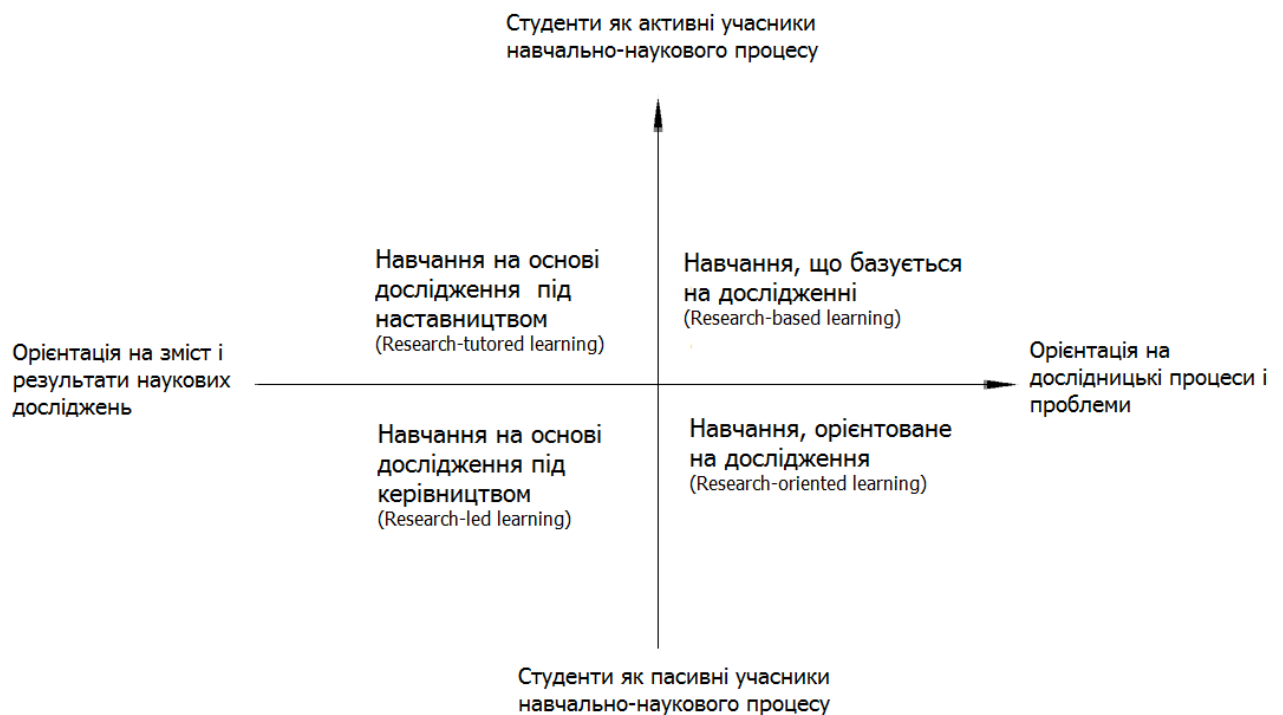 Студенти як активні учасники
навчально-наукового процесу
Навчання на основі
дослідження під
наставництвом
(Research-tutored learning)
Навчання, що базується
на дослідженні
(Research-based learning)
Орієнтація на зміст і
результати наукових
досліджень
Орієнтація на
дослідницькі процеси і
проблеми
Навчання на основі
дослідження під
керівництвом
(Research-led learning)
Навчання, орієнтоване
на дослідження
(Research-oriented learning)
Студенти як пасивні учасники
навчально-наукового процесу